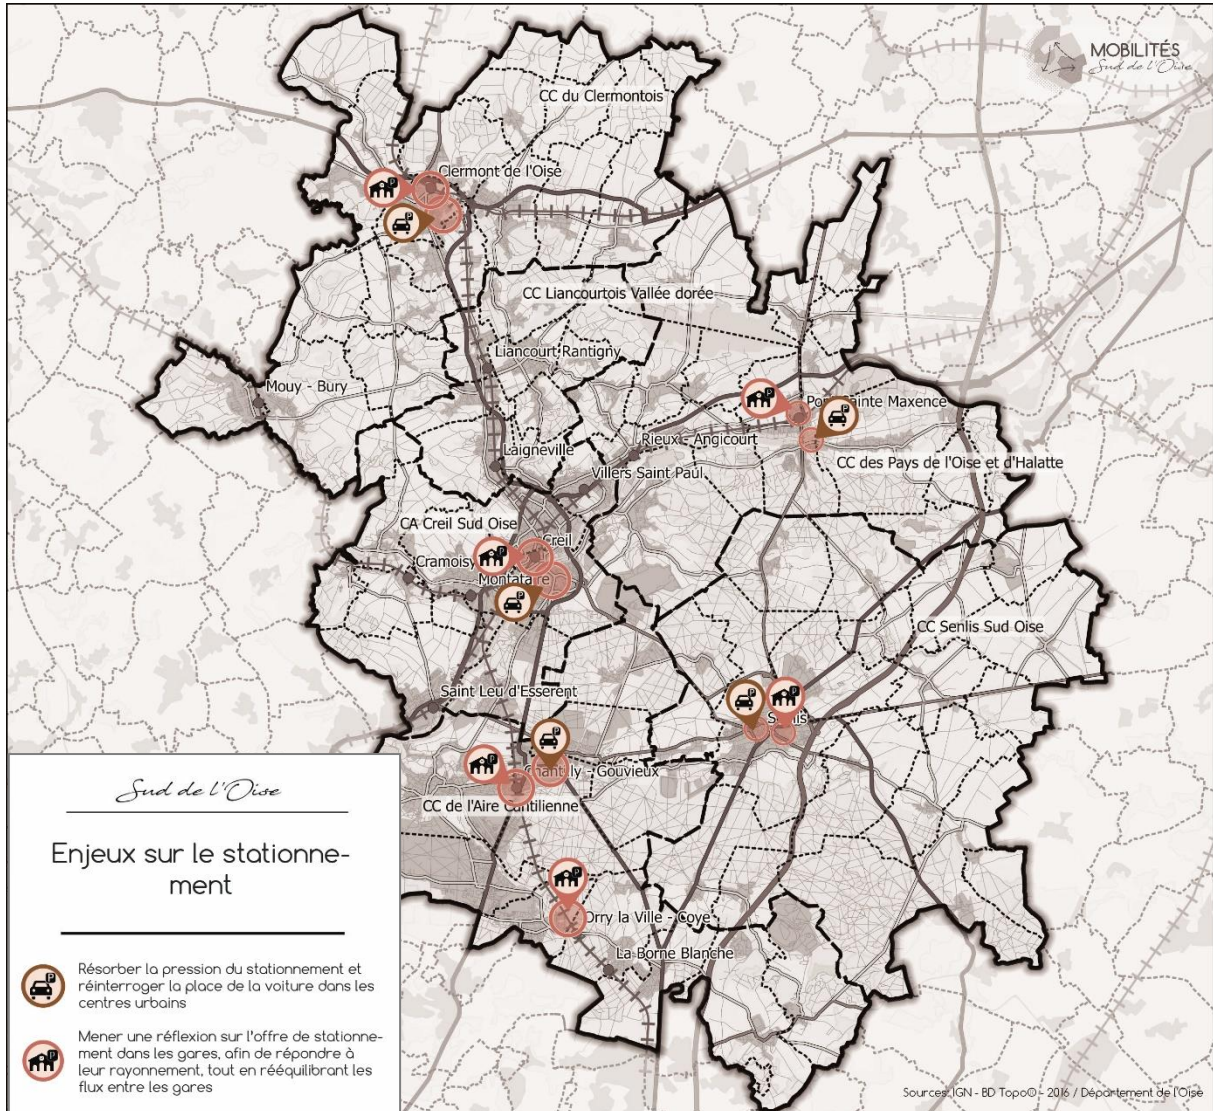 MOBILITÉS
Sud de l'Oise
CC du Clermontois
Clermont de l'Oise
CC Liancourtois Vallée dorée
Liancourt-Rantigny
Mouy - Bury
Pont Sainte Maxence
Rieux - Angicourt
Laigneville
CC des Pays de l'Oise et d'Halatte
Villers Saint Paul
CA Creil Sud Oise
Creil
Cramoisy
Montataire
CC Senlis Sud Oise
Saint Leu d'Esserent
Senlis
Chantilly - Gouvieux
CC de l'Aire Cantilienne
Orry la Ville - Coye
La Borne Blanche
Sud de l'Oise
Enjeux sur le stationne-
ment
Résorber la pression du stationnement et
réinterroger la place de la voiture dans les
centres urbains
Mener une réflexion sur l'offre de stationne-
ment dans les gares, afin de répondre à
leur rayonnement, tout en rééquilibrant les
flux entre les gares
Sources: IGN - BD Topo© - 2016 / Département de l'Oise